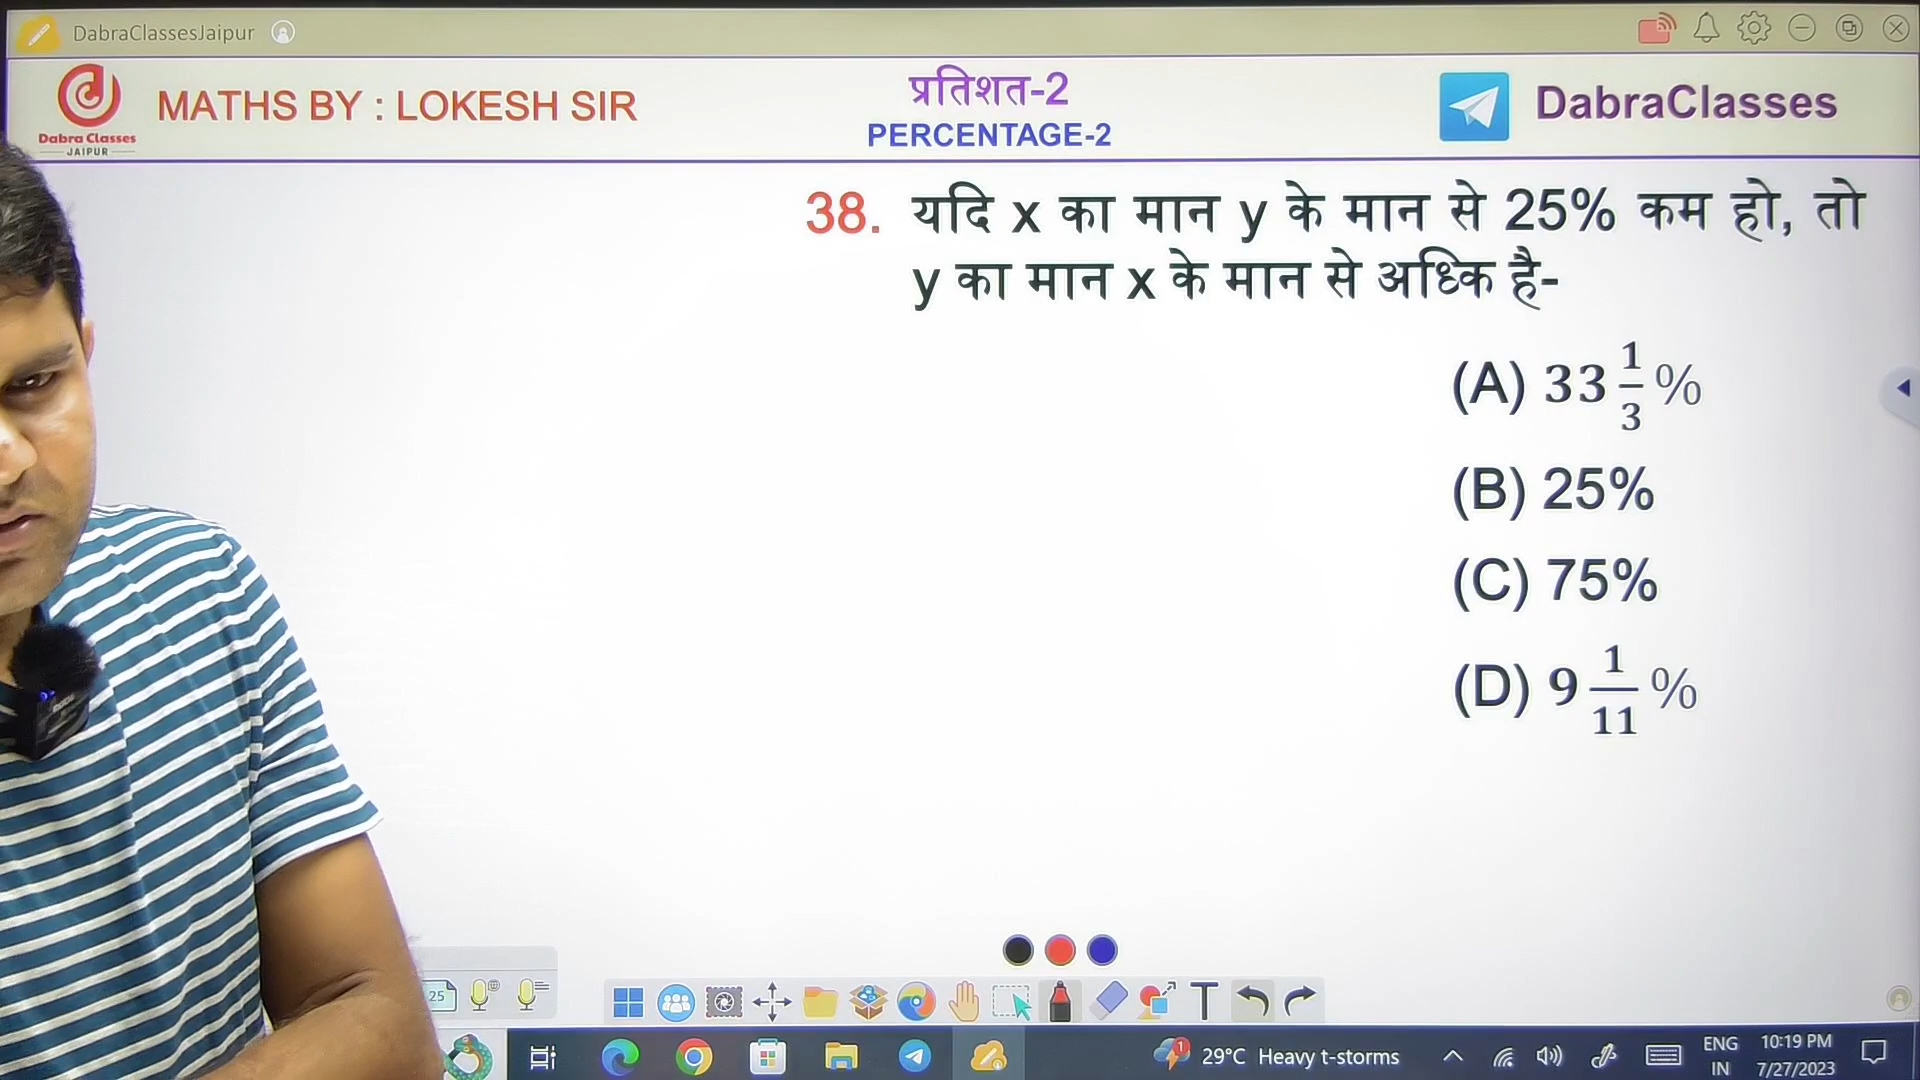 DabraClassesJaipur
Dabra Classes
JAIPUR
MATHS BY : LOKESH SIR
प्रतिशत-2
PERCENTAGE-2
DabraClasses
38. यदि x का मान y के मान से 25% कम हो, तो
y का मान x के मान से अधिक है-
(A) 33 1/3 %
(B) 25%
(C) 75%
(D) 9 1/11 %
25
T
1
29°C Heavy t-storms
ENG
IN
10:19 PM
7/27/2023